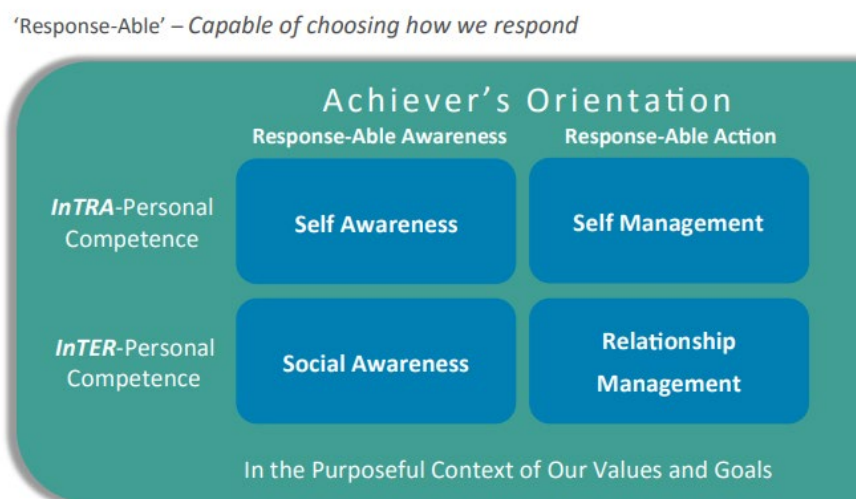 ‘Response-Able’ – Capable of choosing how we respond
Achiever’s Orientation
Response-Able Awareness
Response-Able Action
InTRA-Personal
Competence
Self Awareness
Self Management
InTER-Personal
Competence
Social Awareness
Relationship
Management
In the Purposeful Context of Our Values and Goals